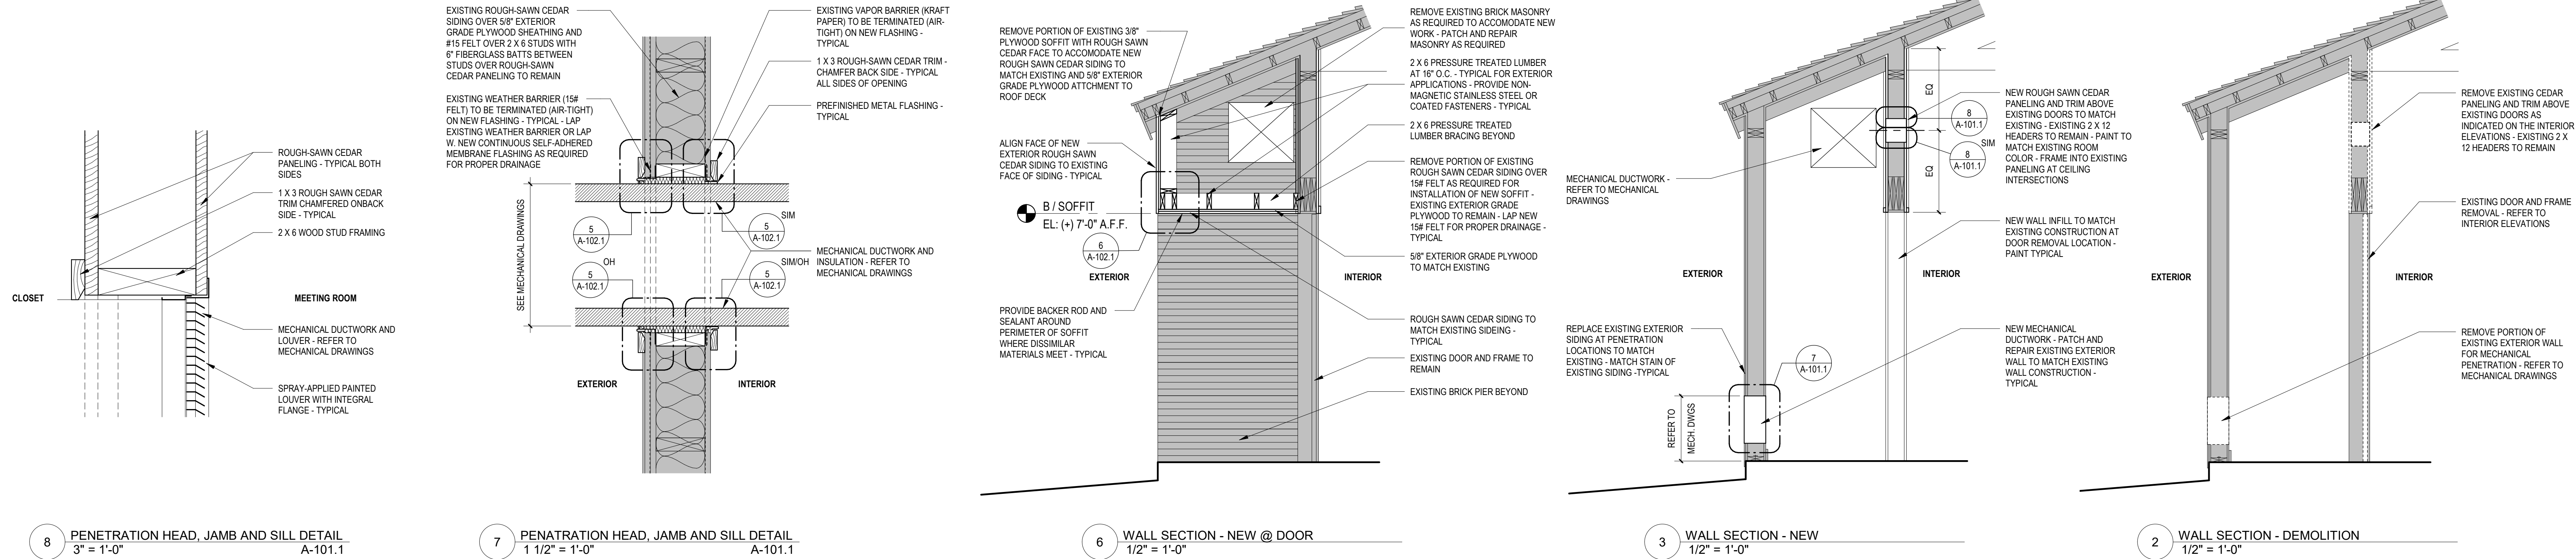 ROUGH-SAWN CEDAR
PANELING - TYPICAL BOTH
SIDES
1 X 3 ROUGH SAWN CEDAR
TRIM CHAMFERED ONBACK
SIDE - TYPICAL
2 X 6 WOOD STUD FRAMING
CLOSET
MEETING ROOM
MECHANICAL DUCTWORK AND
LOUVER - REFER TO
MECHANICAL DRAWINGS
SPRAY-APPLIED PAINTED
LOUVER WITH INTEGRAL
FLANGE - TYPICAL
8
PENETRATION HEAD, JAMB AND SILL DETAIL
3" = 1'-0"
A-101.1
EXISTING ROUGH-SAWN CEDAR
SIDING OVER 5/8" EXTERIOR
GRADE PLYWOOD SHEATHING AND
#15 FELT OVER 2 X 6 STUDS WITH
6" FIBERGLASS BATTS BETWEEN
STUDS OVER ROUGH-SAWN
CEDAR PANELING TO REMAIN
EXISTING WEATHER BARRIER (15#
FELT) TO BE TERMINATED (AIR-TIGHT)
ON NEW FLASHING - TYPICAL - LAP
EXISTING WEATHER BARRIER OR LAP
W. NEW CONTINUOUS SELF-ADHERED
MEMBRANE FLASHING AS REQUIRED
FOR PROPER DRAINAGE
EXISTING VAPOR BARRIER (KRAFT
PAPER) TO BE TERMINATED (AIR-
TIGHT) ON NEW FLASHING -
TYPICAL
1 X 3 ROUGH-SAWN CEDAR TRIM -
CHAMFER BACK SIDE - TYPICAL
ALL SIDES OF OPENING
PREFINISHED METAL FLASHING -
TYPICAL
SEE MECHANICAL DRAWINGS
5
A-102.1
SIM
5
A-102.1
OH
5
A-102.1
SIM/OH
5
A-102.1
MECHANICAL DUCTWORK AND
INSULATION - REFER TO
MECHANICAL DRAWINGS
EXTERIOR
INTERIOR
7
PENATRATION HEAD, JAMB AND SILL DETAIL
1 1/2" = 1'-0"
A-101.1
REMOVE PORTION OF EXISTING 3/8"
PLYWOOD SOFFIT WITH ROUGH SAWN
CEDAR FACE TO ACCOMODATE NEW
ROUGH SAWN CEDAR SIDING TO
MATCH EXISTING AND 5/8" EXTERIOR
GRADE PLYWOOD ATTCHMENT TO
ROOF DECK
ALIGN FACE OF NEW
EXTERIOR ROUGH SAWN
CEDAR SIDING TO EXISTING
FACE OF SIDING - TYPICAL
B / SOFFIT
EL: (+) 7'-0" A.F.F.
6
A-102.1
EXTERIOR
INTERIOR
PROVIDE BACKER ROD AND
SEALANT AROUND
PERIMETER OF SOFFIT
WHERE DISSIMILAR
MATERIALS MEET - TYPICAL
REMOVE EXISTING BRICK MASONRY
AS REQUIRED TO ACCOMODATE NEW
WORK - PATCH AND REPAIR
MASONRY AS REQUIRED
2 X 6 PRESSURE TREATED LUMBER
AT 16" O.C. - TYPICAL FOR EXTERIOR
APPLICATIONS - PROVIDE NON-
MAGNETIC STAINLESS STEEL OR
COATED FASTENERS - TYPICAL
2 X 6 PRESSURE TREATED
LUMBER BRACING BEYOND
REMOVE PORTION OF EXISTING
ROUGH SAWN CEDAR SIDING OVER
15# FELT AS REQUIRED FOR
INSTALLATION OF NEW SOFFIT -
EXISTING EXTERIOR GRADE
PLYWOOD TO REMAIN - LAP NEW
15# FELT FOR PROPER DRAINAGE -
TYPICAL
5/8" EXTERIOR GRADE PLYWOOD
TO MATCH EXISTING
ROUGH SAWN CEDAR SIDING TO
MATCH EXISTING SIDEING -
TYPICAL
EXISTING DOOR AND FRAME TO
REMAIN
EXISTING BRICK PIER BEYOND
6
WALL SECTION - NEW @ DOOR
1/2" = 1'-0"
MECHANICAL DUCTWORK -
REFER TO MECHANICAL
DRAWINGS
EQ
EQ
8
A-101.1
SIM
8
A-101.1
NEW ROUGH SAWN CEDAR
PANELING AND TRIM ABOVE
EXISTING DOORS TO MATCH
EXISTING - EXISTING 2 X 12
HEADERS TO REMAIN - PAINT TO
MATCH EXISTING ROOM
COLOR - FRAME INTO EXISTING
PANELING AT CEILING
INTERSECTIONS
NEW WALL INFILL TO MATCH
EXISTING CONSTRUCTION AT
DOOR REMOVAL LOCATION -
PAINT TYPICAL
EXTERIOR
INTERIOR
REPLACE EXISTING EXTERIOR
SIDING AT PENETRATION
LOCATIONS TO MATCH
EXISTING - MATCH STAIN OF
EXISTING SIDING -TYPICAL
7
A-101.1
NEW MECHANICAL
DUCTWORK - PATCH AND
REPAIR EXISTING EXTERIOR
WALL TO MATCH EXISTING
WALL CONSTRUCTION -
TYPICAL
REFER TO
MECH. DWGS
3
WALL SECTION - NEW
1/2" = 1'-0"
REMOVE EXISTING CEDAR
PANELING AND TRIM ABOVE
EXISTING DOORS AS
INDICATED ON THE INTERIOR
ELEVATIONS - EXISTING 2 X
12 HEADERS TO REMAIN
EXISTING DOOR AND FRAME
REMOVAL - REFER TO
INTERIOR ELEVATIONS
EXTERIOR
INTERIOR
REMOVE PORTION OF
EXISTING EXTERIOR WALL
FOR MECHANICAL
PENETRATION - REFER TO
MECHANICAL DRAWINGS
2
WALL SECTION - DEMOLITION
1/2" = 1'-0"